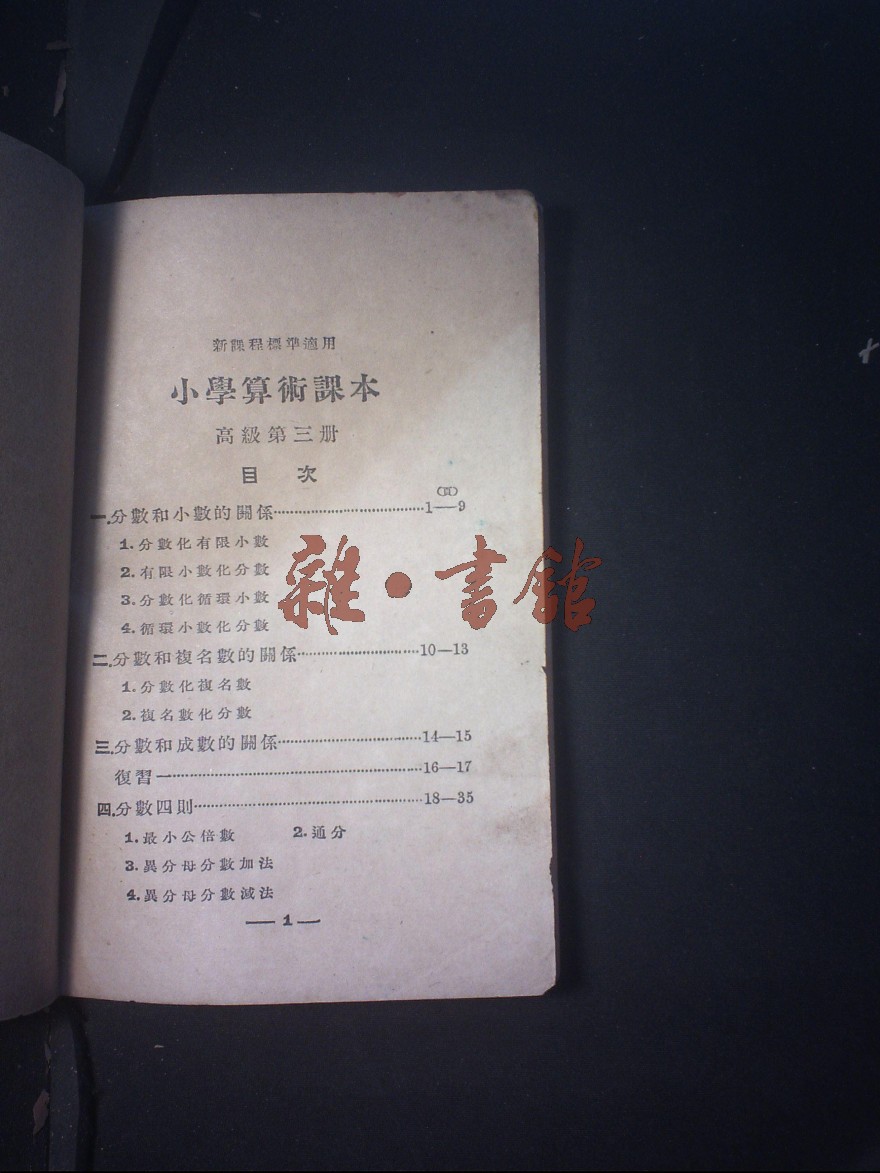 新課程標準適用
小學算術課本
高級第三册
目 次
一.分數和小數的關係……1—9
1.分數化有限小數
2.有限小數化分數
3.分數化循環小數
4.循環小數化分數
雜・書館
二.分數和複名數的關係……10—13
1.分數化複名數
2.複名數化分數
三.分數和成數的關係……14—15
復習一……16—17
四.分數四則……18—35
1.最小公倍數 2.通分
3.異分母分數加法
4.異分母分數減法
— 1 —